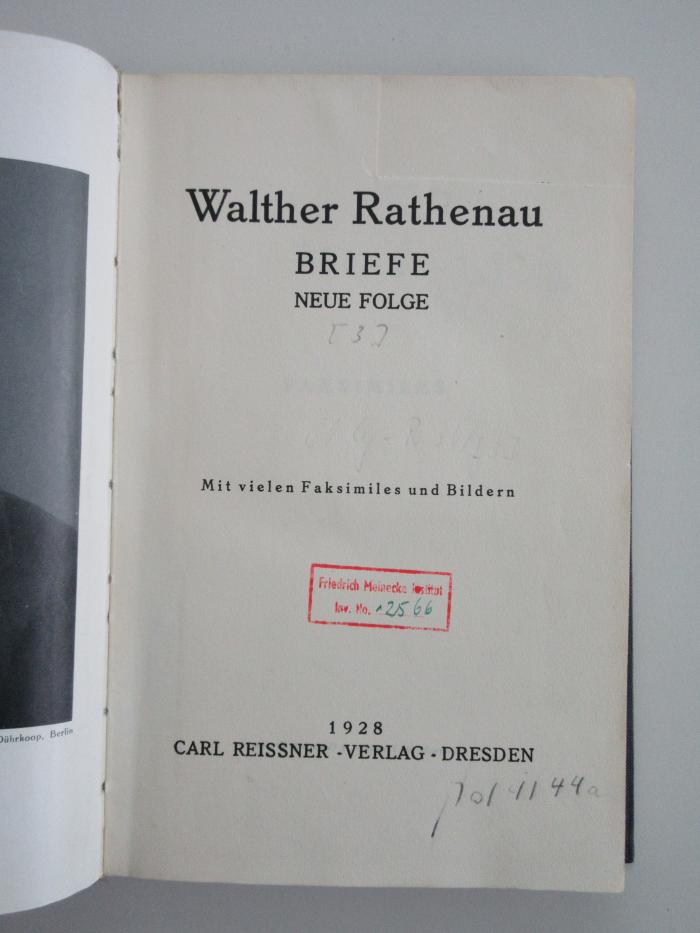 Walther Rathenau
BRIEFE
NEUE FOLGE
[3]
Mit vielen Faksimiles und Bildern
Friedrich Meinecke Institut
Inv. No. 2566
1928
CARL REISSNER - VERLAG - DRESDEN
Dührkoop, Berlin